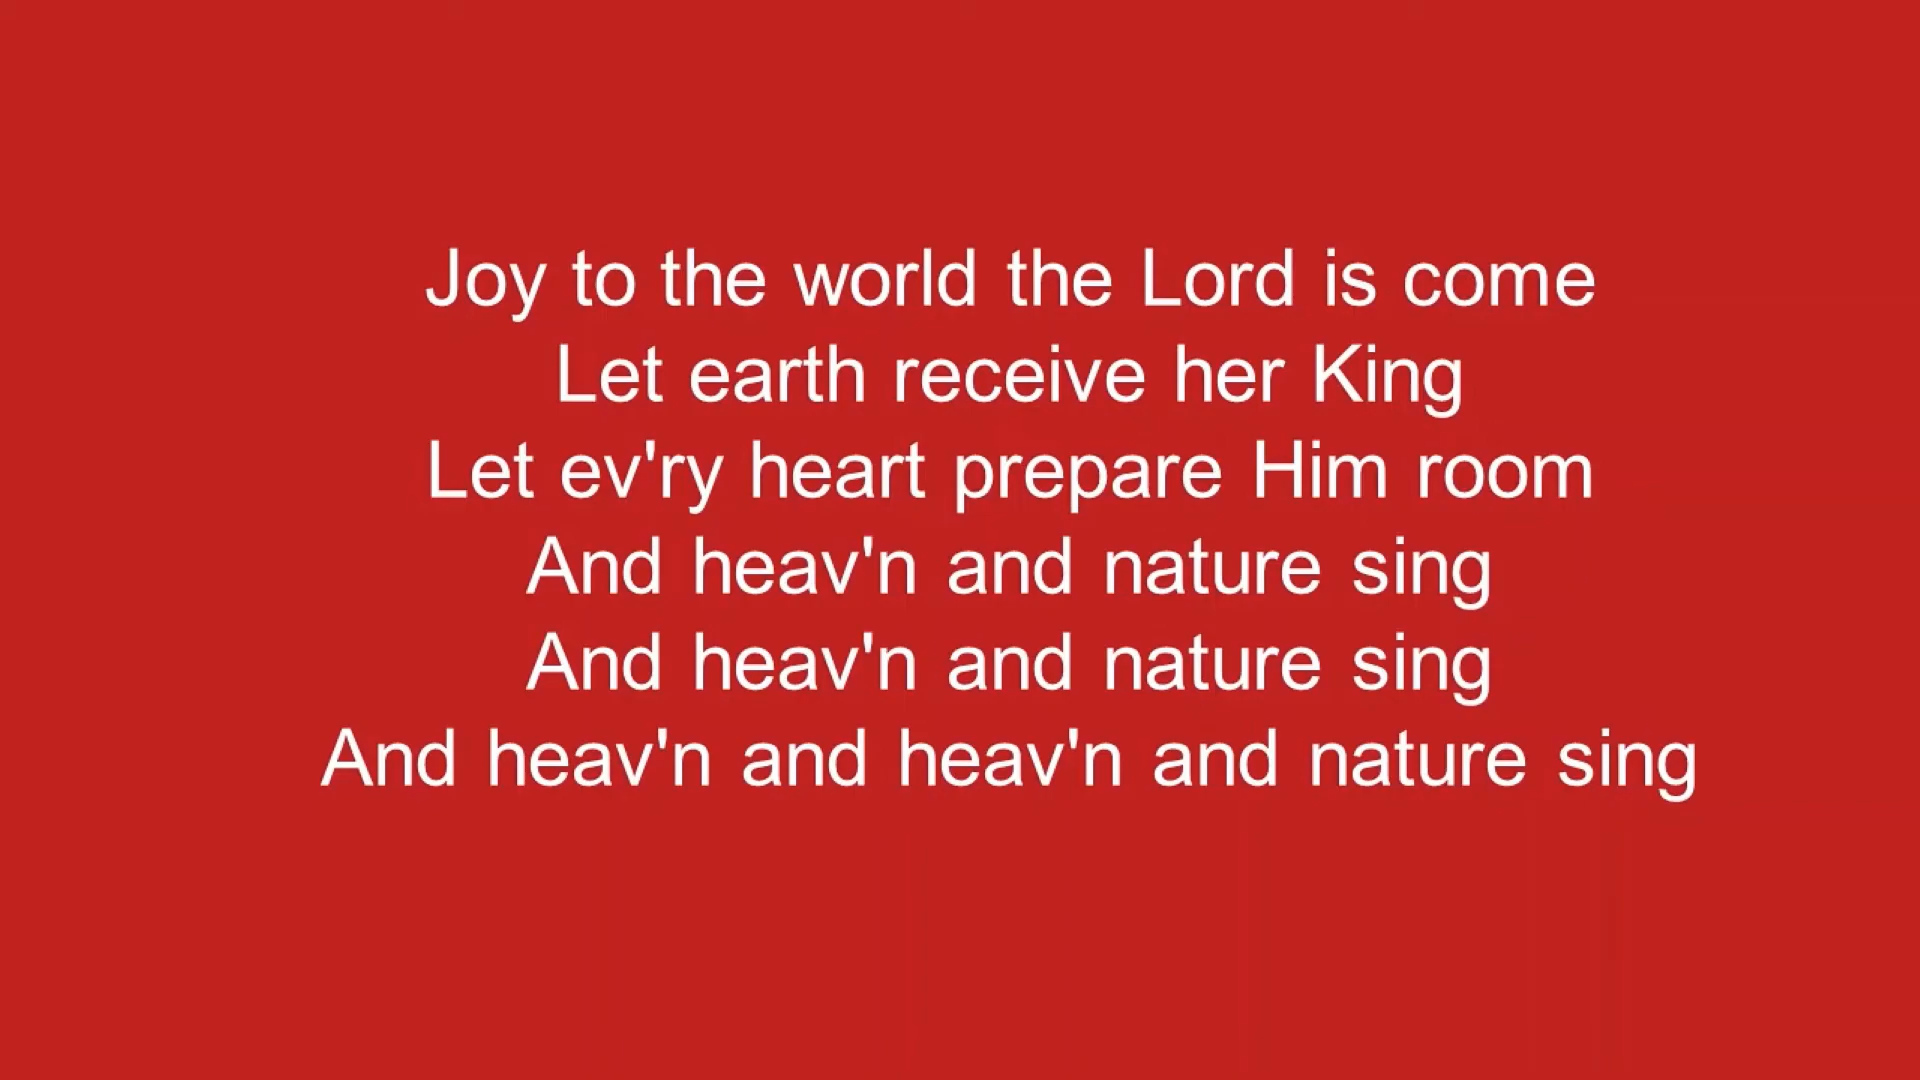 Joy to the world the Lord is come
Let earth receive her King
Let ev'ry heart prepare Him room
And heav'n and nature sing
And heav'n and nature sing
And heav'n and heav'n and nature sing